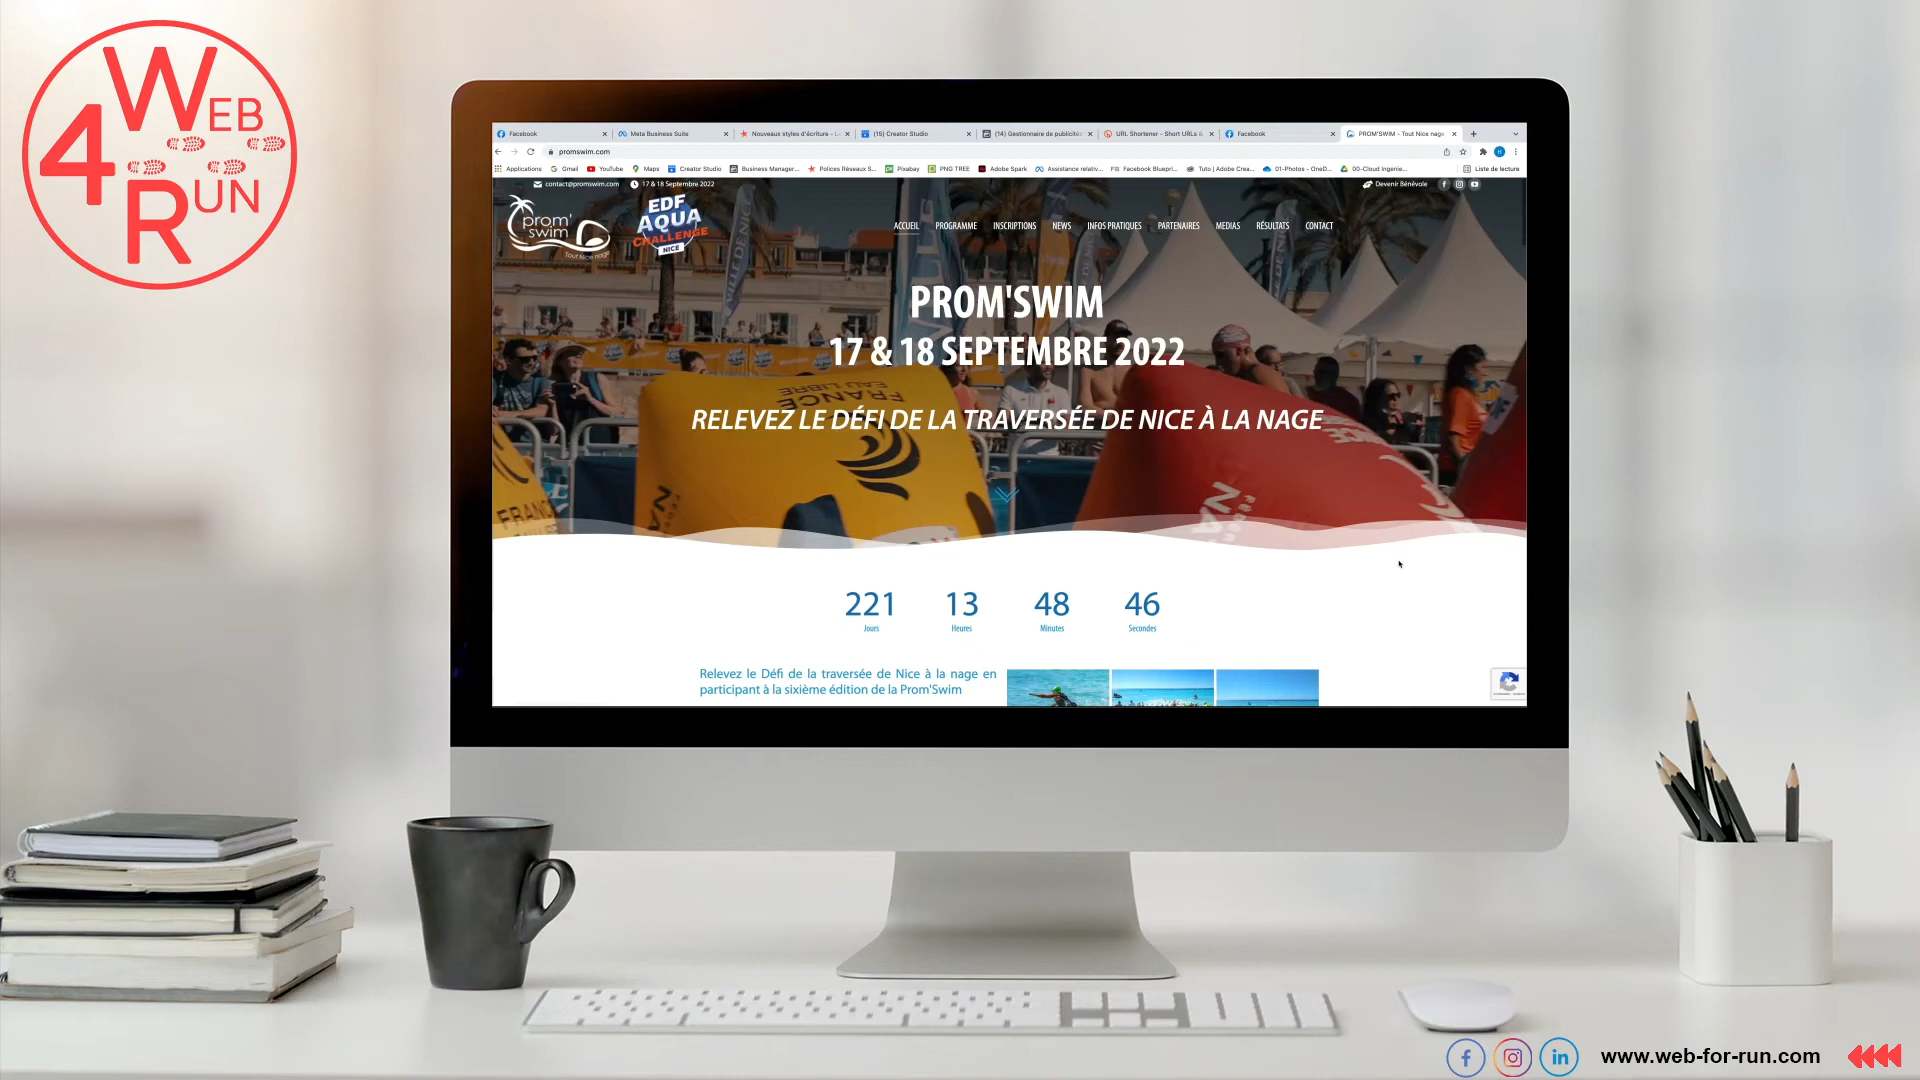 WEB
4
RUN
Facebook
Meta Business Suite
Nouveaux styles d'écriture - L
(15) Creator Studio
(14) Gestionnaire de publicité
URL Shortener - Short URLs &
Facebook
PROM'SWIM - Tout Nice nage
promswim.com
Applications
Gmail
YouTube
Maps
Creator Studio
Business Manager...
Polices Réseaux S...
Pixabay
PNG TREE
Adobe Spark
Assistance relativ...
FB Facebook Bluepri...
Tuto | Adobe Crea...
01-Photos - OneD...
00-Cloud Ingenie...
Liste de lecture
contact@promswim.com
17 & 18 Septembre 2022
Devenir Bénévole
prom'
swim
Tout Nice nage
EDF
AQUA
CHALLENGE
NICE
ACCUEIL
PROGRAMME
INSCRIPTIONS
NEWS
INFOS PRATIQUES
PARTENAIRES
MEDIAS
RÉSULTATS
CONTACT
PROM'SWIM
17 & 18 SEPTEMBRE 2022
RELEVEZ LE DÉFI DE LA TRAVERSÉE DE NICE À LA NAGE
EAU LIBRE
FRANCE
FRANC
221
13
48
46
Jours
Heures
Minutes
Secondes
Relevez le Défi de la traversée de Nice à la nage en
participant à la sixième édition de la Prom'Swim
www.web-for-run.com